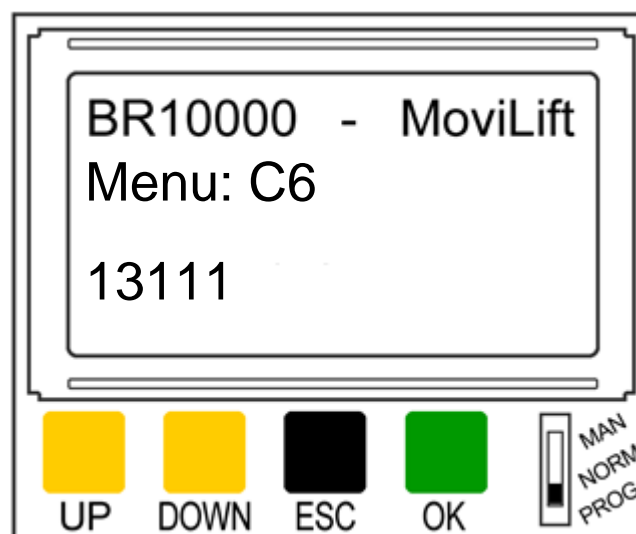 BR10000 - MoviLift
Menu: C6
13111
UP DOWN ESC OK
MAN
NORM
PROG